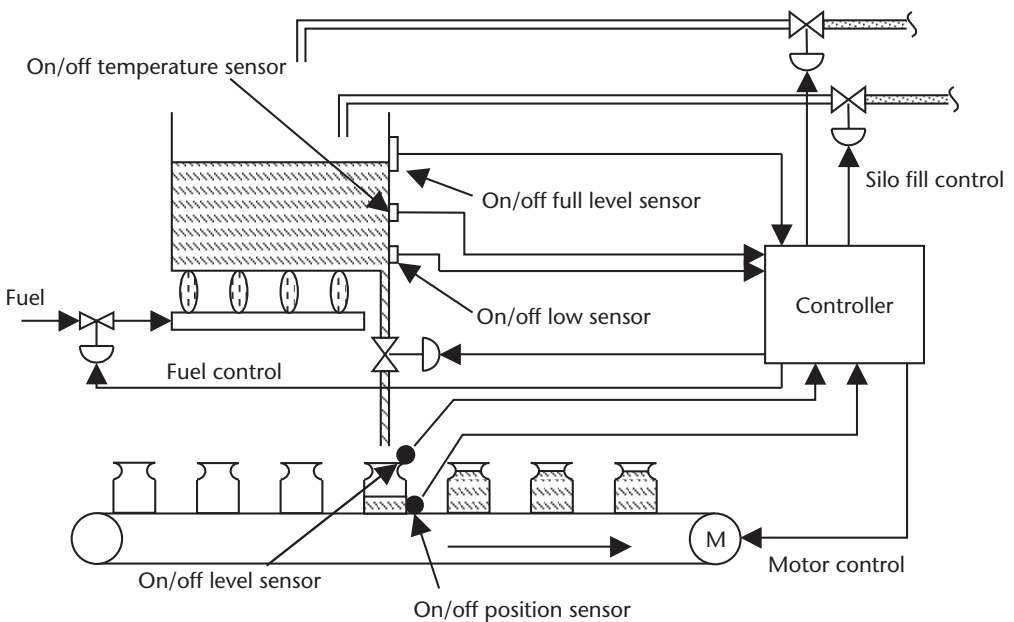 On/off temperature sensor
Silo fill control
On/off full level sensor
Fuel
Controller
On/off low sensor
Fuel control
M
Motor control
On/off level sensor
On/off position sensor